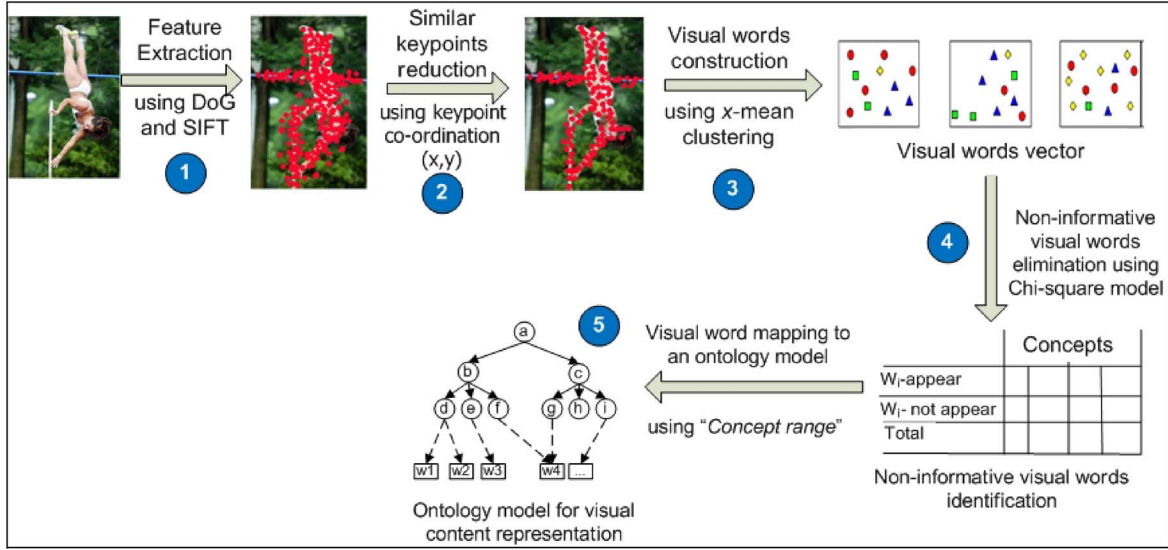 Feature
Extraction
using DoG
and SIFT
1
Similar
keypoints
reduction
using keypoint
co-ordination
(x,y)
2
Visual words
construction
using x-mean
clustering
3
Visual words vector
4
Non-informative
visual words
elimination using
Chi-square model
Concepts
Wi-appear
Wi- not appear
Total
Non-informative visual words
identification
Visual word mapping to
an ontology model
using “Concept range”
5
a
b c
d e f g h i
w1 w2 w3 w4 ...
Ontology model for visual
content representation